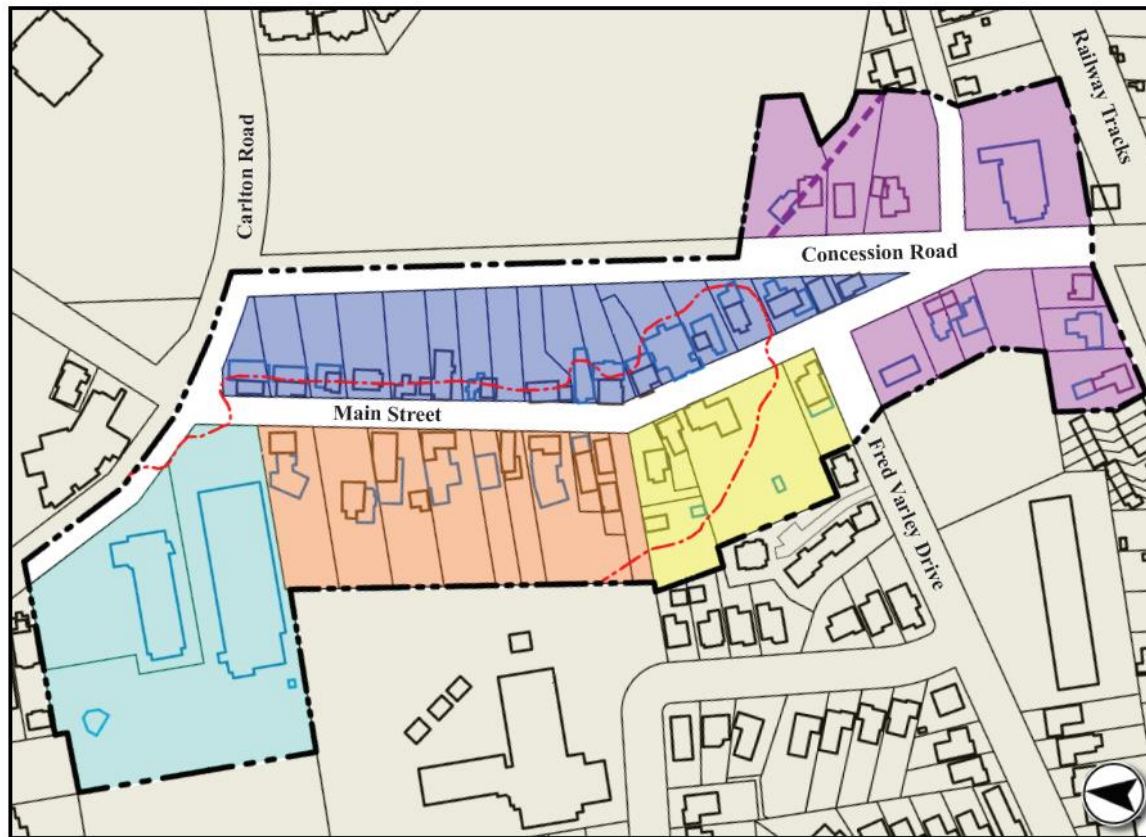 Railway Tracks
Carlton Road
Concession Road
Main Street
Fred Varley Drive